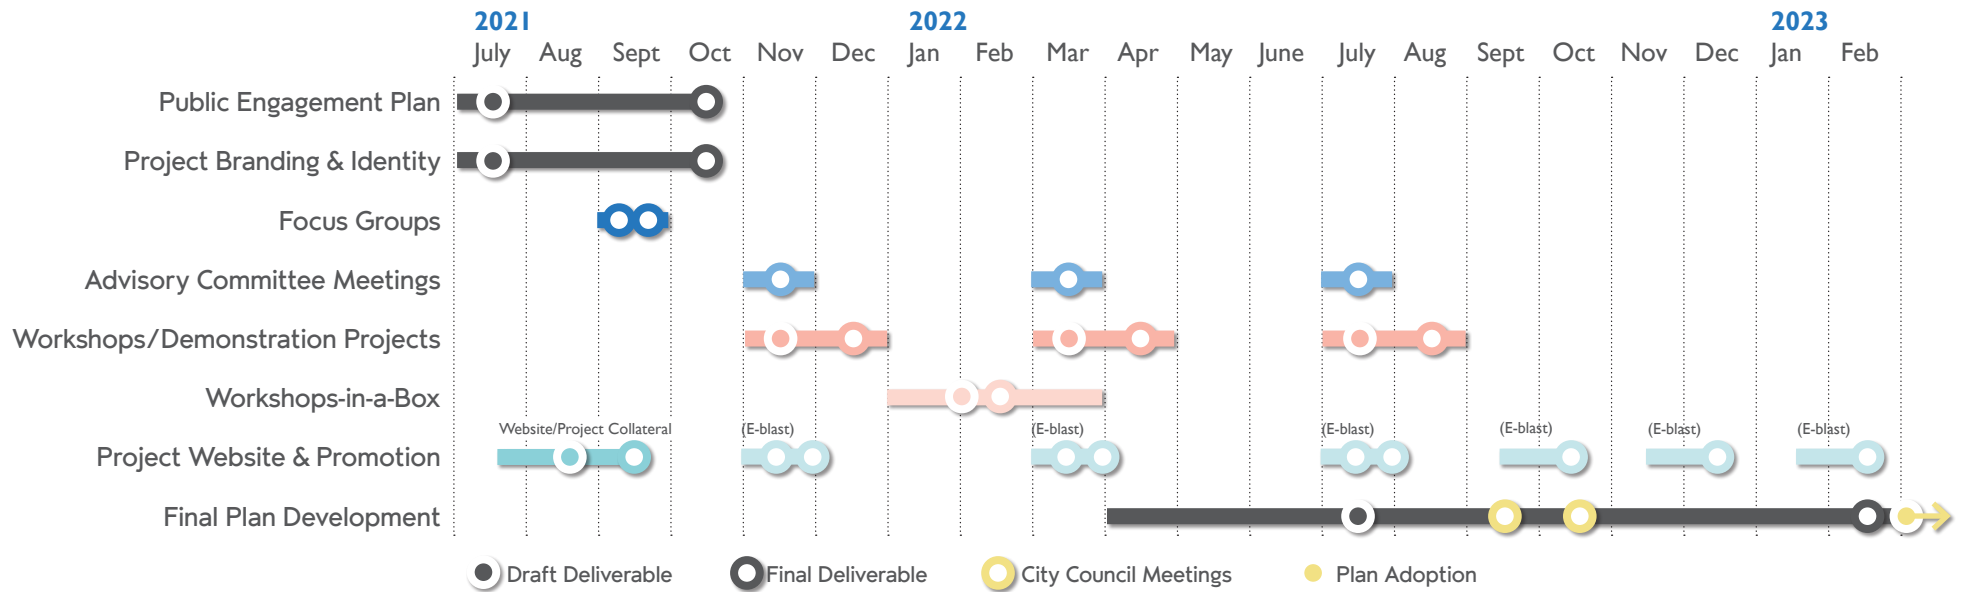 2021 2022 2023
July Aug Sept Oct Nov Dec Jan Feb Mar Apr May June July Aug Sept Oct Nov Dec Jan Feb
Public Engagement Plan
Project Branding & Identity
Focus Groups
Advisory Committee Meetings
Workshops/Demonstration Projects
Workshops-in-a-Box
Website/Project Collateral (E-blast) (E-blast) (E-blast) (E-blast) (E-blast) (E-blast)
Project Website & Promotion
Final Plan Development
Draft Deliverable Final Deliverable City Council Meetings Plan Adoption